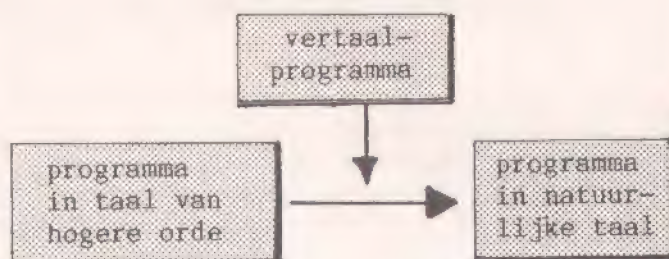 vertaal-
programma
programma
in taal van
hogere orde
programma
in natuur-
lijke taal